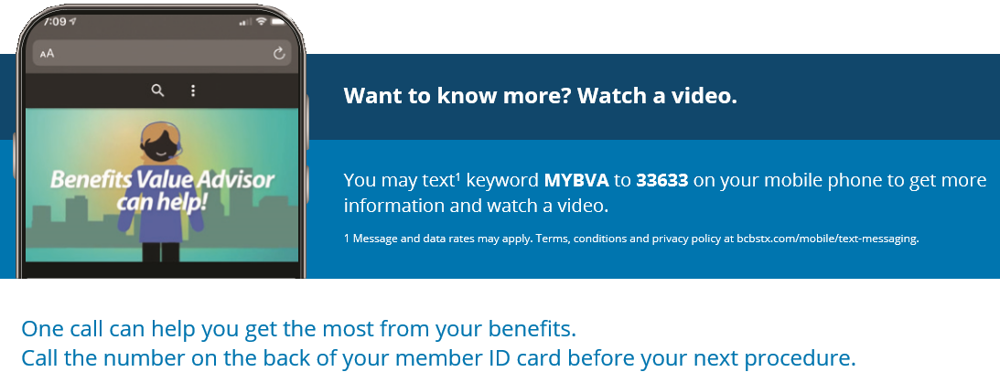 7:09
AA
Want to know more? Watch a video.
Benefits Value Advisor
can help!
You may text¹ keyword MYBVA to 33633 on your mobile phone to get more
information and watch a video.
1 Message and data rates may apply. Terms, conditions and privacy policy at bcbstx.com/mobile/text-messaging.
One call can help you get the most from your benefits.
Call the number on the back of your member ID card before your next procedure.